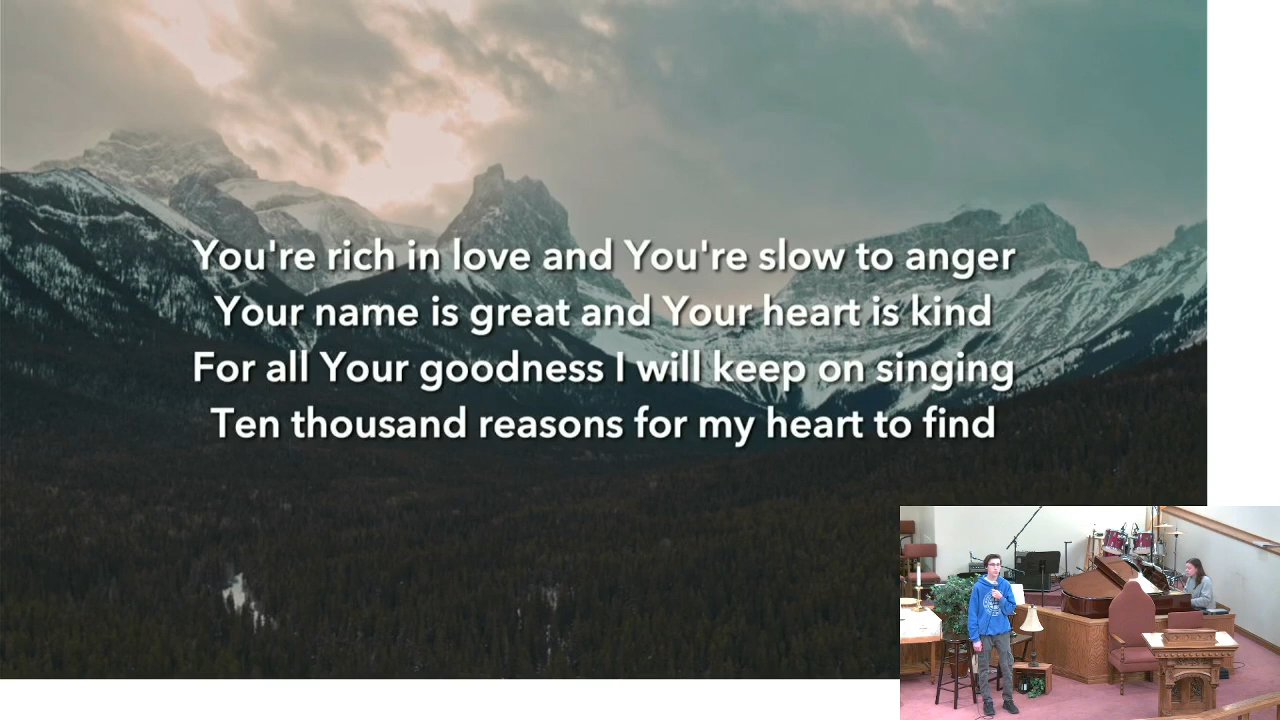 You're rich in love and You're slow to anger
Your name is great and Your heart is kind
For all Your goodness I will keep on singing
Ten thousand reasons for my heart to find